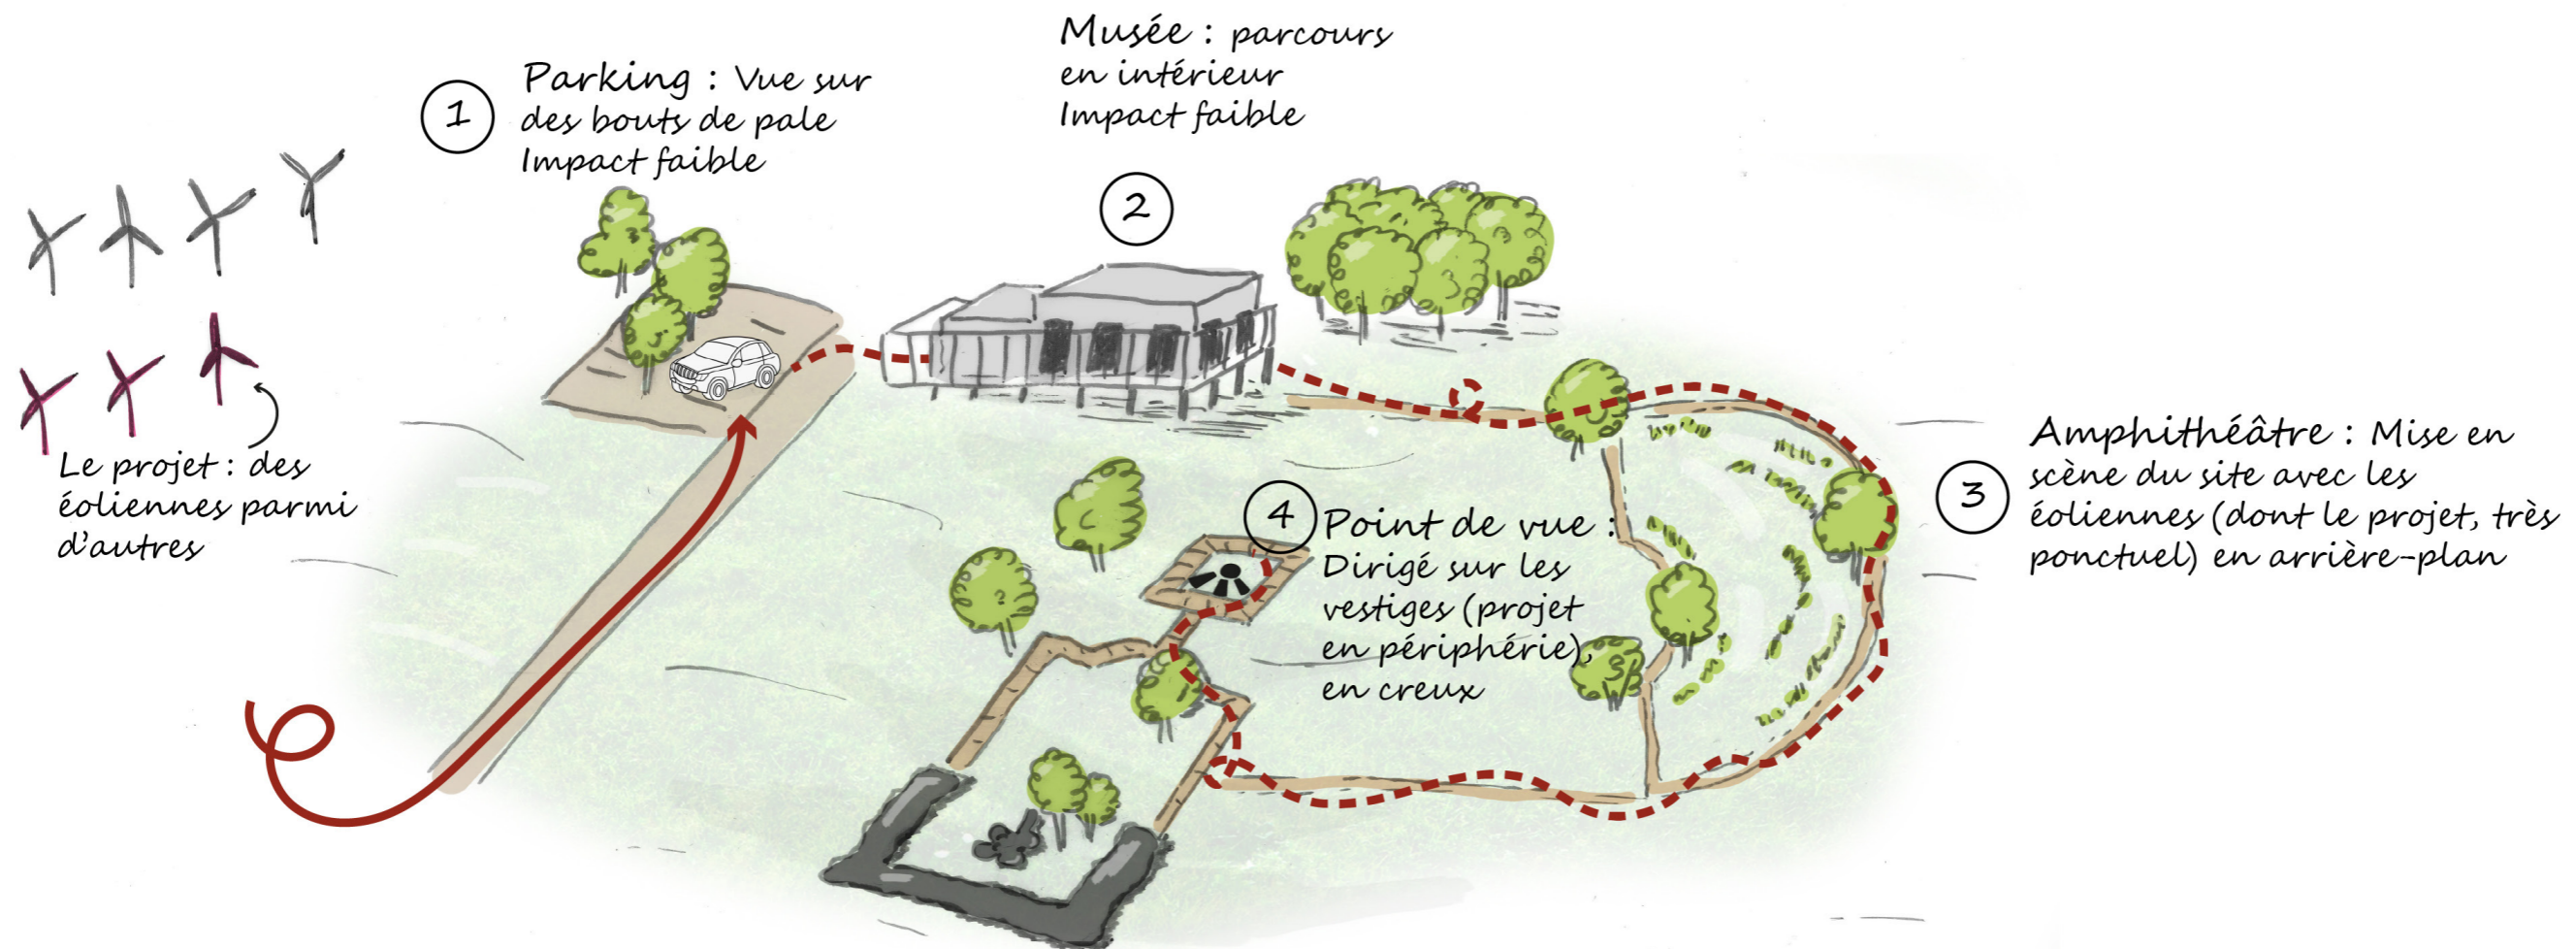 1
Parking : Vue sur
des bouts de pale
Impact faible
Musée : parcours
en intérieur
Impact faible
2
Le projet : des
éoliennes parmi
d'autres
3
Amphithéâtre : Mise en
scène du site avec les
éoliennes (dont le projet, très
ponctuel) en arrière-plan
4
Point de vue :
Dirigé sur les
vestiges (projet
en périphérie),
en creux